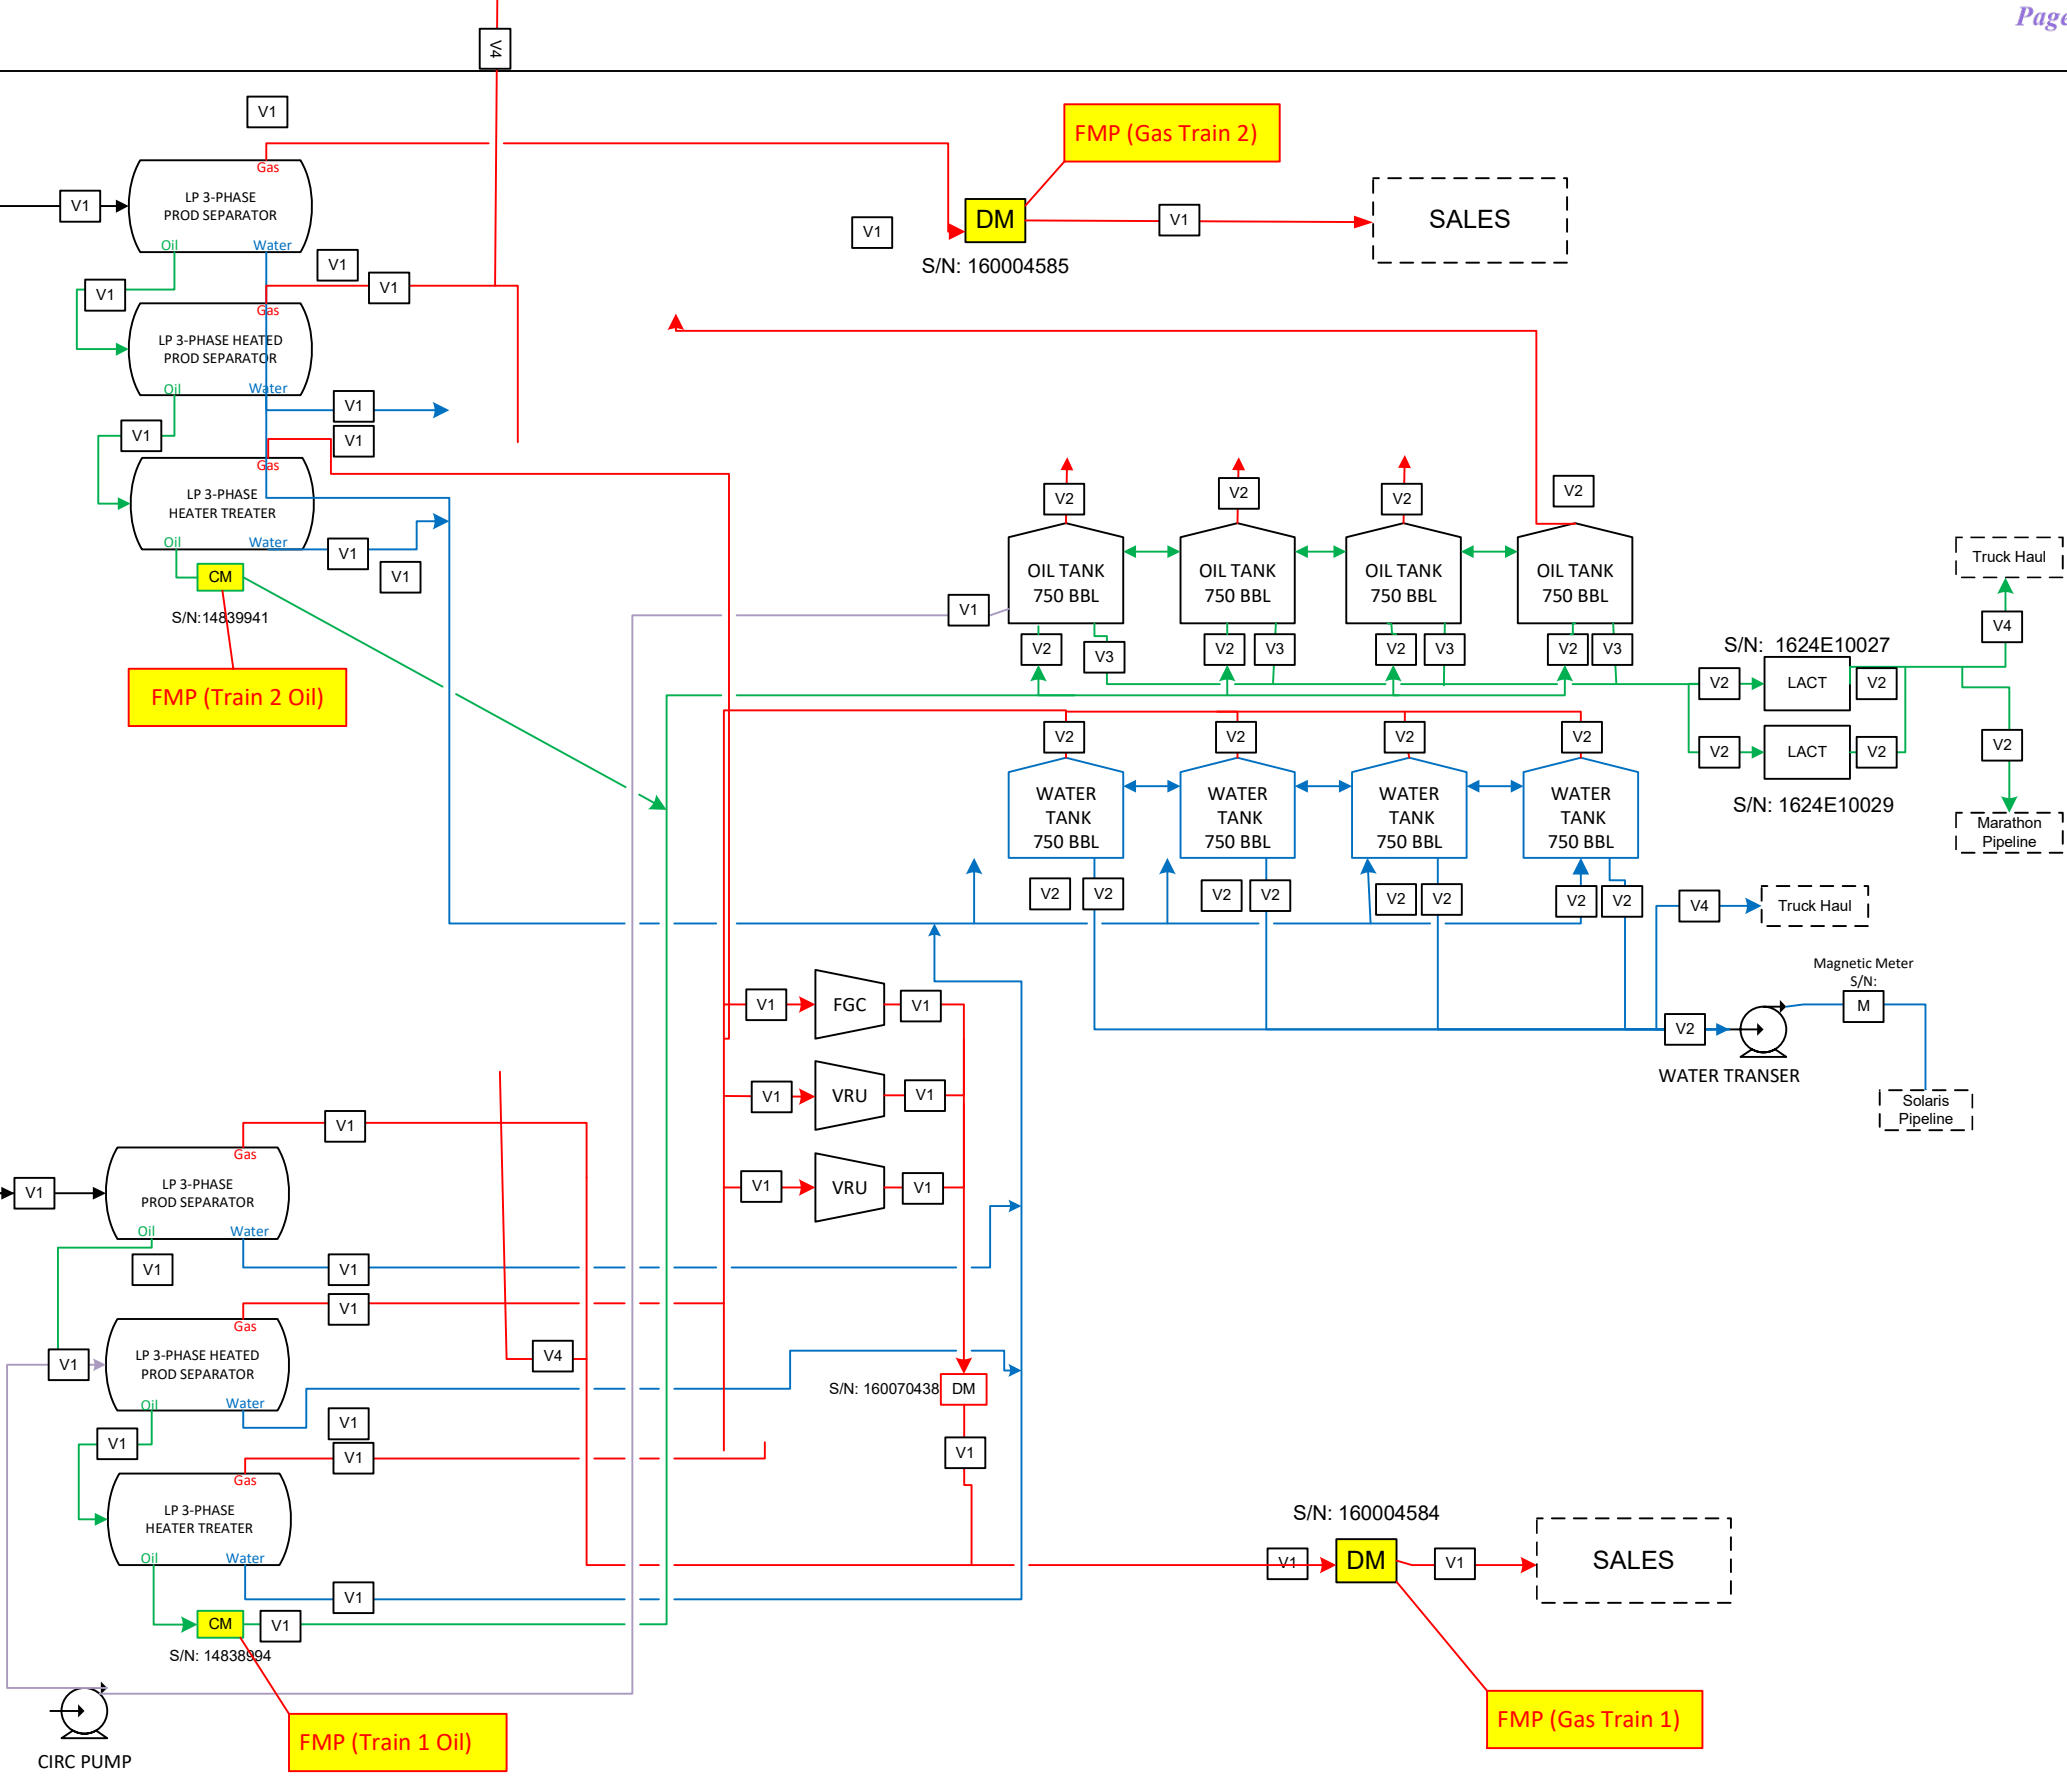 Page
V4
V1
FMP (Gas Train 2)
Gas
LP 3-PHASE
PROD SEPARATOR
V1
Oil
Water
V1
DM
V1
SALES
S/N: 160004585
V1
V1
V1
Gas
LP 3-PHASE HEATED
PROD SEPARATOR
Oil
Water
V1
V1
V1
Gas
LP 3-PHASE
HEATER TREATER
Oil
Water
V1
V1
CM
S/N:14839941
FMP (Train 2 Oil)
V2
V2
V2
V2
OIL TANK
750 BBL
OIL TANK
750 BBL
OIL TANK
750 BBL
OIL TANK
750 BBL
V1
V2
V3
V2
V3
V2
V3
V2
V3
Truck Haul
V4
S/N: 1624E10027
V2
LACT
V2
V2
LACT
V2
V2
S/N: 1624E10029
Marathon
Pipeline
V2
V2
V2
V2
WATER
TANK
750 BBL
WATER
TANK
750 BBL
WATER
TANK
750 BBL
WATER
TANK
750 BBL
V2
V2
V2
V2
V2
V2
V2
V2
V4
Truck Haul
Magnetic Meter
S/N:
M
V2
WATER TRANSER
Solaris
Pipeline
V1
FGC
V1
V1
VRU
V1
V1
VRU
V1
V1
Gas
LP 3-PHASE
PROD SEPARATOR
V1
Oil
Water
V1
V1
V1
Gas
LP 3-PHASE HEATED
PROD SEPARATOR
V1
V4
Oil
Water
V1
V1
V1
Gas
LP 3-PHASE
HEATER TREATER
Oil
Water
V1
CM
V1
S/N: 14838994
S/N: 160070438
DM
V1
S/N: 160004584
V1
DM
V1
SALES
FMP (Gas Train 1)
FMP (Train 1 Oil)
CIRC PUMP